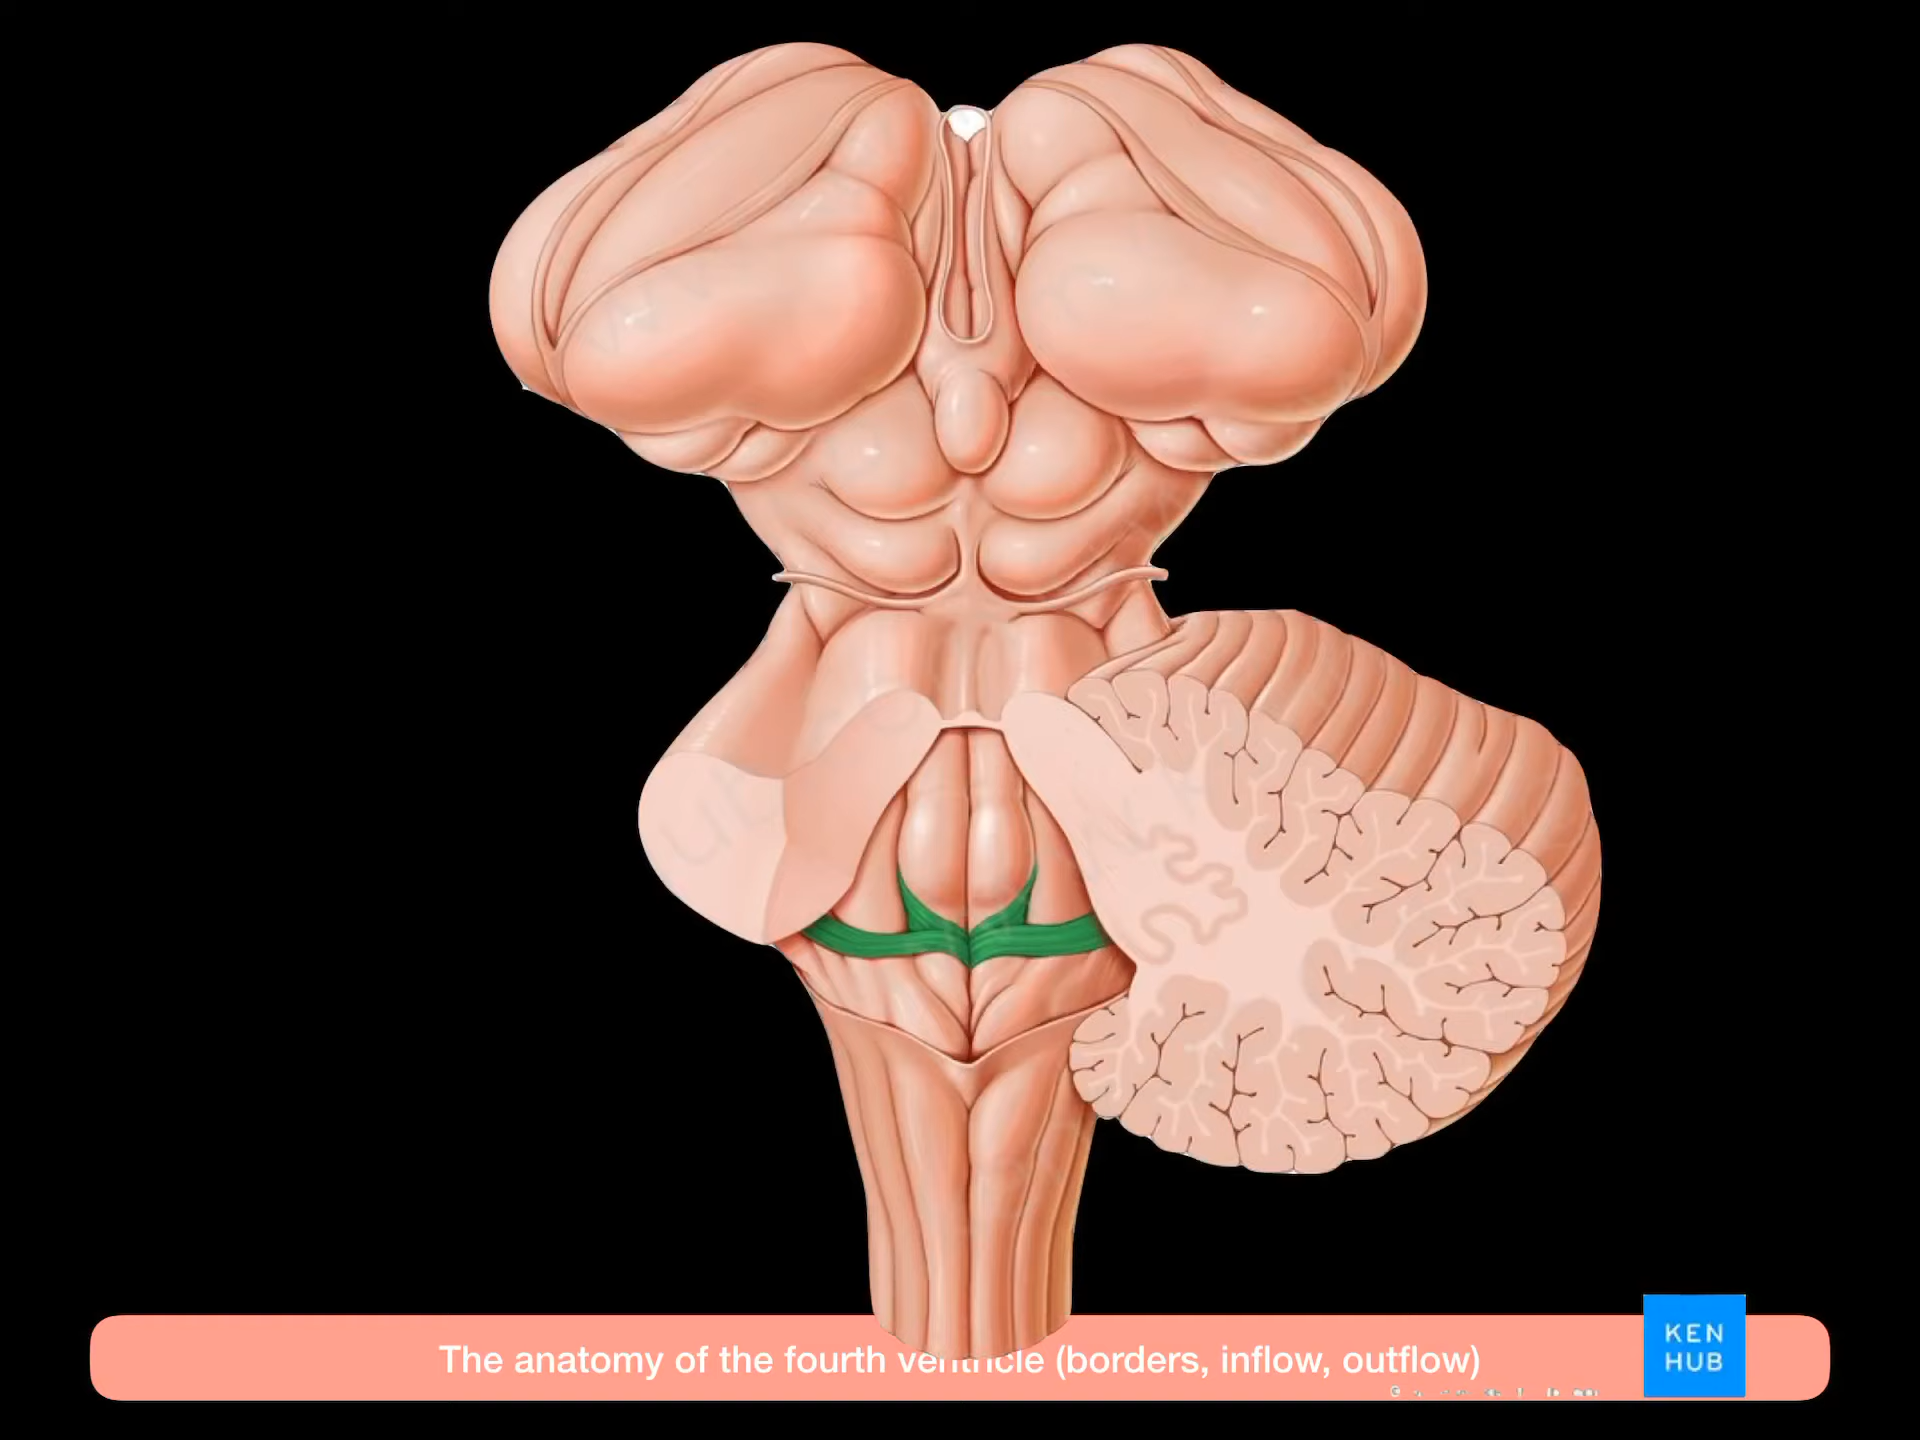 The anatomy of the fourth ventricle (borders, inflow, outflow)
KEN
HUB